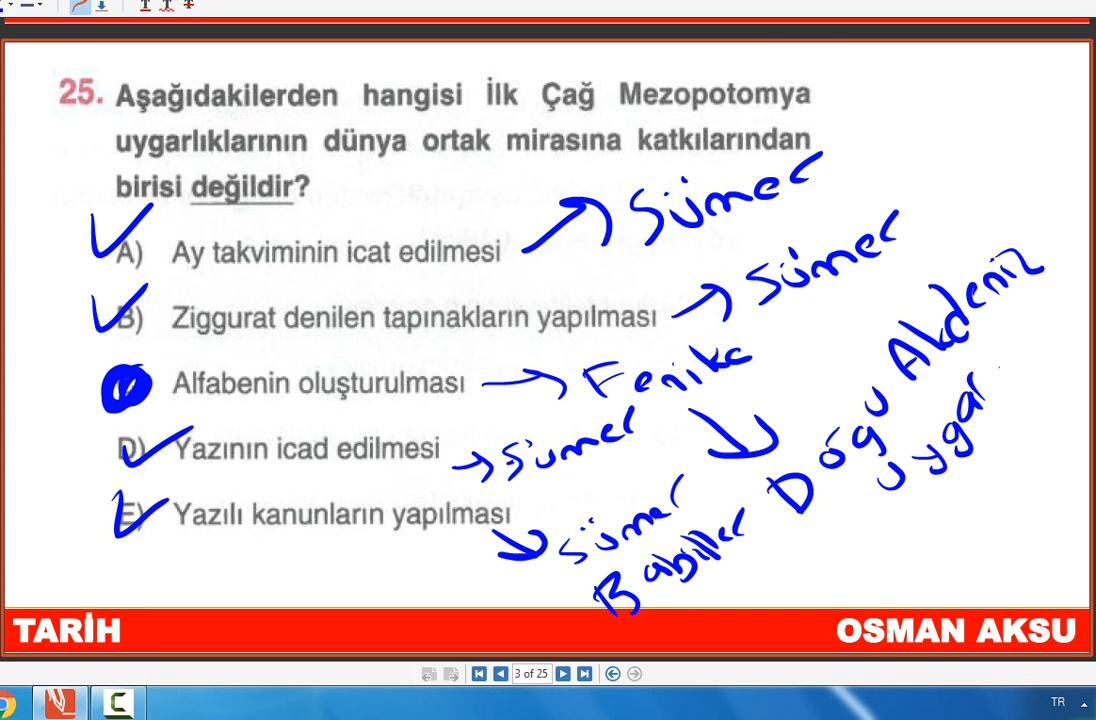 25. Aşağıdakilerden hangisi İlk Çağ Mezopotomya
uygarlıklarının dünya ortak mirasına katkılarından
birisi değildir?
A) Ay takviminin icat edilmesi
Sümer
B) Ziggurat denilen tapınakların yapılması
Sümer
Alfabenin oluşturulması
Fenike
Doğu Akdeniz
uygar
D) Yazının icad edilmesi
Sümer
E) Yazılı kanunların yapılması
Sümer
Babiller
TARİH
OSMAN AKSU
3 of 25
TR